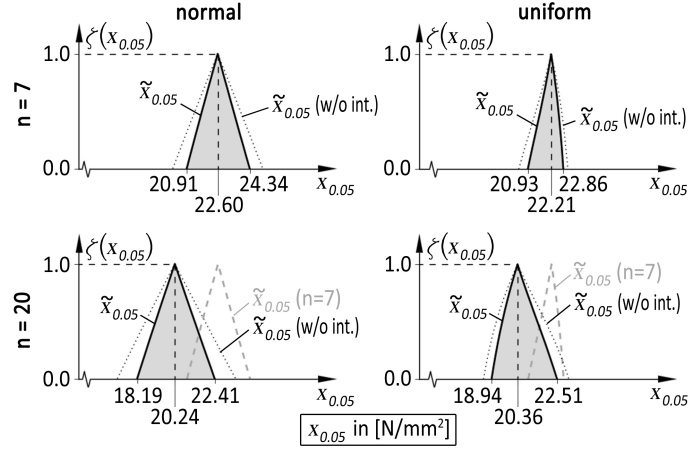 normal
uniform
n = 7
ζ(x0.05)
1.0
x̃0.05
x̃0.05 (w/o int.)
0.0
20.91
24.34
x0.05
22.60
ζ(x0.05)
1.0
x̃0.05
x̃0.05 (w/o int.)
0.0
20.93
22.86
x0.05
22.21
n = 20
ζ(x0.05)
1.0
x̃0.05
x̃0.05 (n=7)
x̃0.05 (w/o int.)
0.0
18.19
22.41
x0.05
20.24
ζ(x0.05)
1.0
x̃0.05
x̃0.05 (n=7)
x̃0.05 (w/o int.)
0.0
18.94
22.51
x0.05
20.36
x0.05 in [N/mm²]